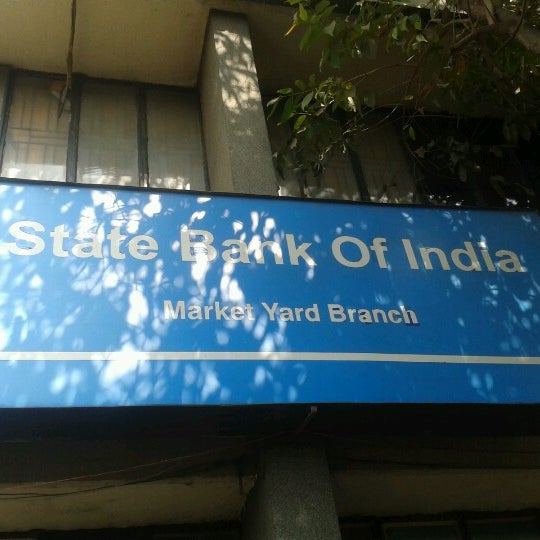 State Bank Of India
Market Yard Branch